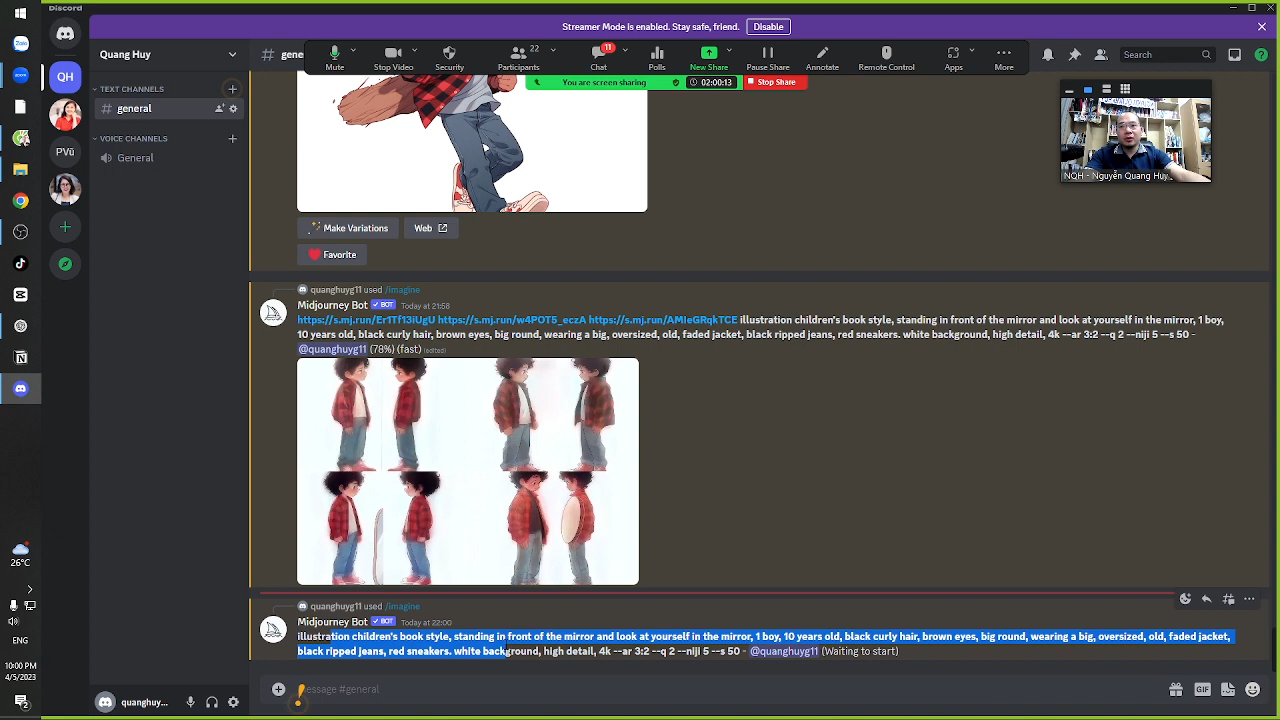 Discord
Streamer Mode is enabled. Stay safe, friend.
Disable
Quang Huy
# gene
Mute
Stop Video
Security
22
Participants
11
Chat
Polls
New Share
Pause Share
Annotate
Remote Control
Apps
More
Search
You are screen sharing
02:00:13
Stop Share
QH
TEXT CHANNELS
# general
VOICE CHANNELS
General
PVũ
NQH - Nguyễn Quang Huy...
Make Variations
Web
Favorite
quanghuyg11 used /imagine
Midjourney Bot BOT Today at 21:58
https://s.mj.run/Er1Tf13iUgU https://s.mj.run/w4POT5_eczA https://s.mj.run/AMIeGRqkTCE illustration children's book style, standing in front of the mirror and look at yourself in the mirror, 1 boy,
10 years old, black curly hair, brown eyes, big round, wearing a big, oversized, old, faded jacket, black ripped jeans, red sneakers. white background, high detail, 4k --ar 3:2 --q 2 --niji 5 --s 50 -
@quanghuyg11 (78%) (fast) (edited)
quanghuyg11 used /imagine
Midjourney Bot BOT Today at 22:00
illustration children's book style, standing in front of the mirror and look at yourself in the mirror, 1 boy, 10 years old, black curly hair, brown eyes, big round, wearing a big, oversized, old, faded jacket,
black ripped jeans, red sneakers. white background, high detail, 4k --ar 3:2 --q 2 --niji 5 --s 50 - @quanghuyg11 (Waiting to start)
essage #general
GIF
quanghuy...
26°C
ENG
10:00 PM
4/5/2023